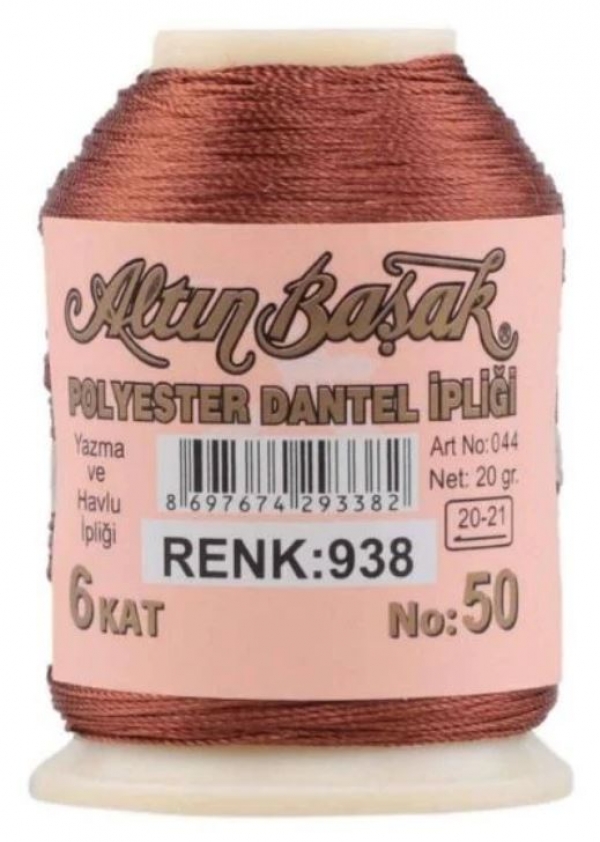 Altın Başak®
POLYESTER DANTEL İPLİĞİ
Yazma
ve
Havlu
İpliği
8 697674 293382
Art No: 044
Net: 20 gr.
20-21
RENK:938
6 KAT
No: 50